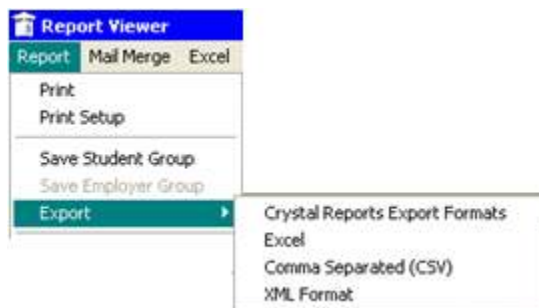 Report Viewer
Report Mail Merge Excel
Print
Print Setup
Save Student Group
Save Employer Group
Export
Crystal Reports Export Formats
Excel
Comma Separated (CSV)
XML Format